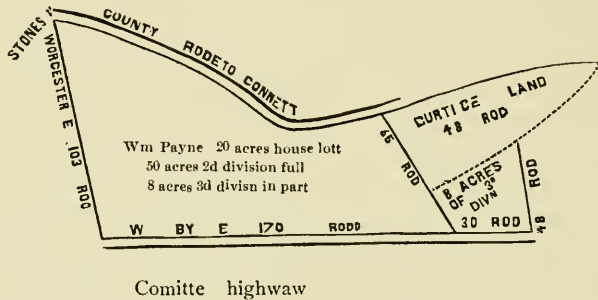 STONES
COUNTY RODE TO CONNETT
WORCESTER E. 103 ROD
Wm Payne 20 acres house lott
50 acres 2d division full
8 acres 3d divisn in part
CURTICE LAND
48 ROD
65 ROD
8 ACRES
OF 3D
DIVN
ROD
48
30 ROD
W BY E 170 RODD
Comitte highwaw